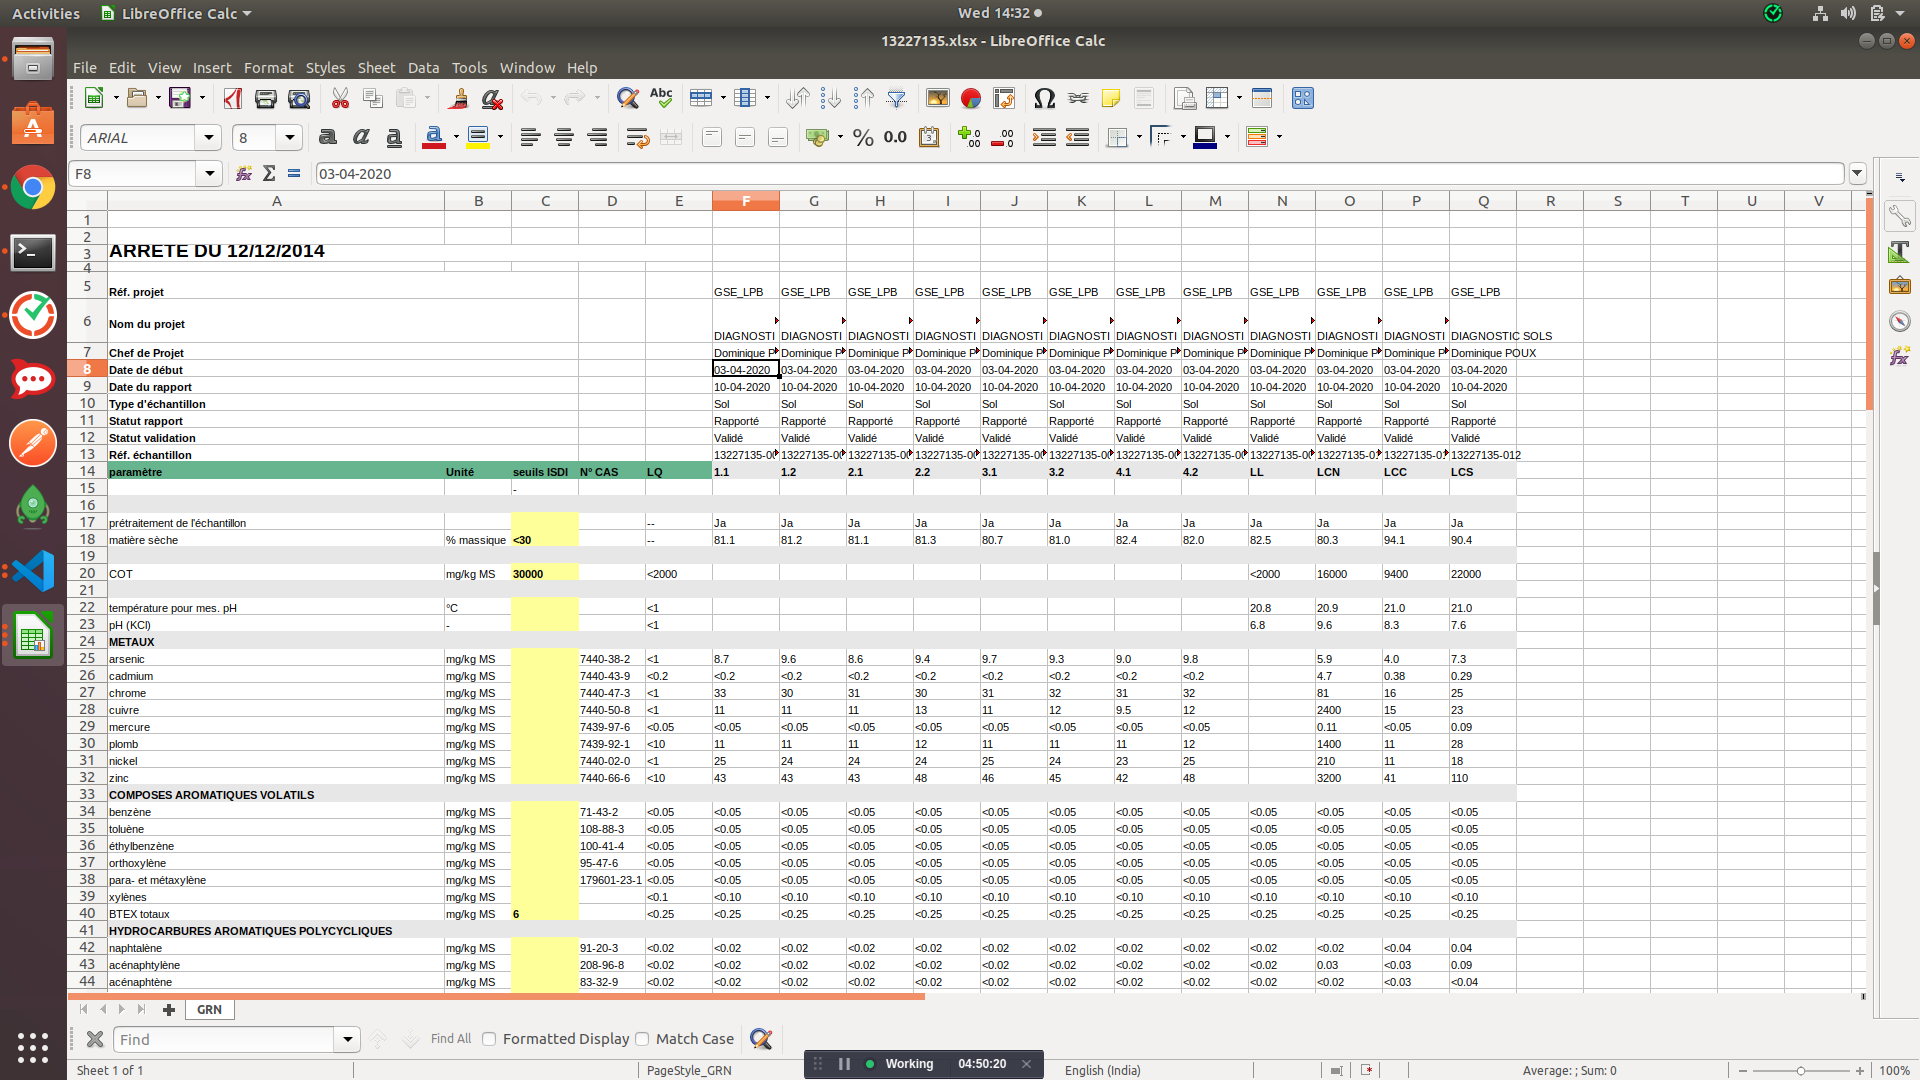 Activities LibreOffice Calc Wed 14:32
13227135.xlsx - LibreOffice Calc
File Edit View Insert Format Styles Sheet Data Tools Window Help
ARIAL 8
F8 03-04-2020
A B C D E F G H I J K L M N O P Q R S T U V
1
2
3 ARRETE DU 12/12/2014
4
5 Réf. projet GSE_LPB GSE_LPB GSE_LPB GSE_LPB GSE_LPB GSE_LPB GSE_LPB GSE_LPB GSE_LPB GSE_LPB GSE_LPB GSE_LPB
6 Nom du projet DIAGNOSTI DIAGNOSTI DIAGNOSTI DIAGNOSTI DIAGNOSTI DIAGNOSTI DIAGNOSTI DIAGNOSTI DIAGNOSTI DIAGNOSTI DIAGNOSTI DIAGNOSTIC SOLS
7 Chef de Projet Dominique P Dominique P Dominique P Dominique P Dominique P Dominique P Dominique P Dominique P Dominique P Dominique P Dominique P Dominique POUX
8 Date de début 03-04-2020 03-04-2020 03-04-2020 03-04-2020 03-04-2020 03-04-2020 03-04-2020 03-04-2020 03-04-2020 03-04-2020 03-04-2020 03-04-2020
9 Date du rapport 10-04-2020 10-04-2020 10-04-2020 10-04-2020 10-04-2020 10-04-2020 10-04-2020 10-04-2020 10-04-2020 10-04-2020 10-04-2020 10-04-2020
10 Type d'échantillon Sol Sol Sol Sol Sol Sol Sol Sol Sol Sol Sol Sol
11 Statut rapport Rapporté Rapporté Rapporté Rapporté Rapporté Rapporté Rapporté Rapporté Rapporté Rapporté Rapporté Rapporté
12 Statut validation Validé Validé Validé Validé Validé Validé Validé Validé Validé Validé Validé Validé
13 Réf. échantillon 13227135-00 13227135-00 13227135-00 13227135-00 13227135-00 13227135-00 13227135-00 13227135-00 13227135-00 13227135-01 13227135-01 13227135-012
14 paramètre Unité seuils ISDI N° CAS LQ 1.1 1.2 2.1 2.2 3.1 3.2 4.1 4.2 LL LCN LCC LCS
15 -
16
17 prétraitement de l'échantillon -- Ja Ja Ja Ja Ja Ja Ja Ja Ja Ja Ja Ja
18 matière sèche % massique <30 -- 81.1 81.2 81.1 81.3 80.7 81.0 82.4 82.0 82.5 80.3 94.1 90.4
19
20 COT mg/kg MS 30000 <2000 <2000 16000 9400 22000
21
22 température pour mes. pH °C <1 20.8 20.9 21.0 21.0
23 pH (KCl) - <1 6.8 9.6 8.3 7.6
24 METAUX
25 arsenic mg/kg MS 7440-38-2 <1 8.7 9.6 8.6 9.4 9.7 9.3 9.0 9.8 5.9 4.0 7.3
26 cadmium mg/kg MS 7440-43-9 <0.2 <0.2 <0.2 <0.2 <0.2 <0.2 <0.2 <0.2 <0.2 4.7 0.38 0.29
27 chrome mg/kg MS 7440-47-3 <1 33 30 31 30 31 32 31 32 81 16 25
28 cuivre mg/kg MS 7440-50-8 <1 11 11 11 13 11 12 9.5 12 2400 15 23
29 mercure mg/kg MS 7439-97-6 <0.05 <0.05 <0.05 <0.05 <0.05 <0.05 <0.05 <0.05 <0.05 0.11 <0.05 0.09
30 plomb mg/kg MS 7439-92-1 <10 11 11 11 12 11 11 11 12 1400 11 28
31 nickel mg/kg MS 7440-02-0 <1 25 24 24 24 25 24 23 25 210 11 18
32 zinc mg/kg MS 7440-66-6 <10 43 43 43 48 46 45 42 48 3200 41 110
33 COMPOSES AROMATIQUES VOLATILS
34 benzène mg/kg MS 71-43-2 <0.05 <0.05 <0.05 <0.05 <0.05 <0.05 <0.05 <0.05 <0.05 <0.05 <0.05 <0.05 <0.05
35 toluène mg/kg MS 108-88-3 <0.05 <0.05 <0.05 <0.05 <0.05 <0.05 <0.05 <0.05 <0.05 <0.05 <0.05 <0.05 <0.05
36 éthylbenzène mg/kg MS 100-41-4 <0.05 <0.05 <0.05 <0.05 <0.05 <0.05 <0.05 <0.05 <0.05 <0.05 <0.05 <0.05 <0.05
37 orthoxylène mg/kg MS 95-47-6 <0.05 <0.05 <0.05 <0.05 <0.05 <0.05 <0.05 <0.05 <0.05 <0.05 <0.05 <0.05 <0.05
38 para- et métaxylène mg/kg MS 179601-23-1 <0.05 <0.05 <0.05 <0.05 <0.05 <0.05 <0.05 <0.05 <0.05 <0.05 <0.05 <0.05 <0.05
39 xylènes mg/kg MS <0.1 <0.10 <0.10 <0.10 <0.10 <0.10 <0.10 <0.10 <0.10 <0.10 <0.10 <0.10 <0.10
40 BTEX totaux mg/kg MS 6 <0.25 <0.25 <0.25 <0.25 <0.25 <0.25 <0.25 <0.25 <0.25 <0.25 <0.25 <0.25 <0.25
41 HYDROCARBURES AROMATIQUES POLYCYCLIQUES
42 naphtalène mg/kg MS 91-20-3 <0.02 <0.02 <0.02 <0.02 <0.02 <0.02 <0.02 <0.02 <0.02 <0.02 <0.02 <0.04 0.04
43 acénaphtylène mg/kg MS 208-96-8 <0.02 <0.02 <0.02 <0.02 <0.02 <0.02 <0.02 <0.02 <0.02 <0.02 0.03 <0.03 0.09
44 acénaphtène mg/kg MS 83-32-9 <0.02 <0.02 <0.02 <0.02 <0.02 <0.02 <0.02 <0.02 <0.02 <0.02 <0.02 <0.03 <0.04
GRN
Find Find All Formatted Display Match Case
Sheet 1 of 1 PageStyle_GRN Working 04:50:20 English (India) Average: ; Sum: 0 100%